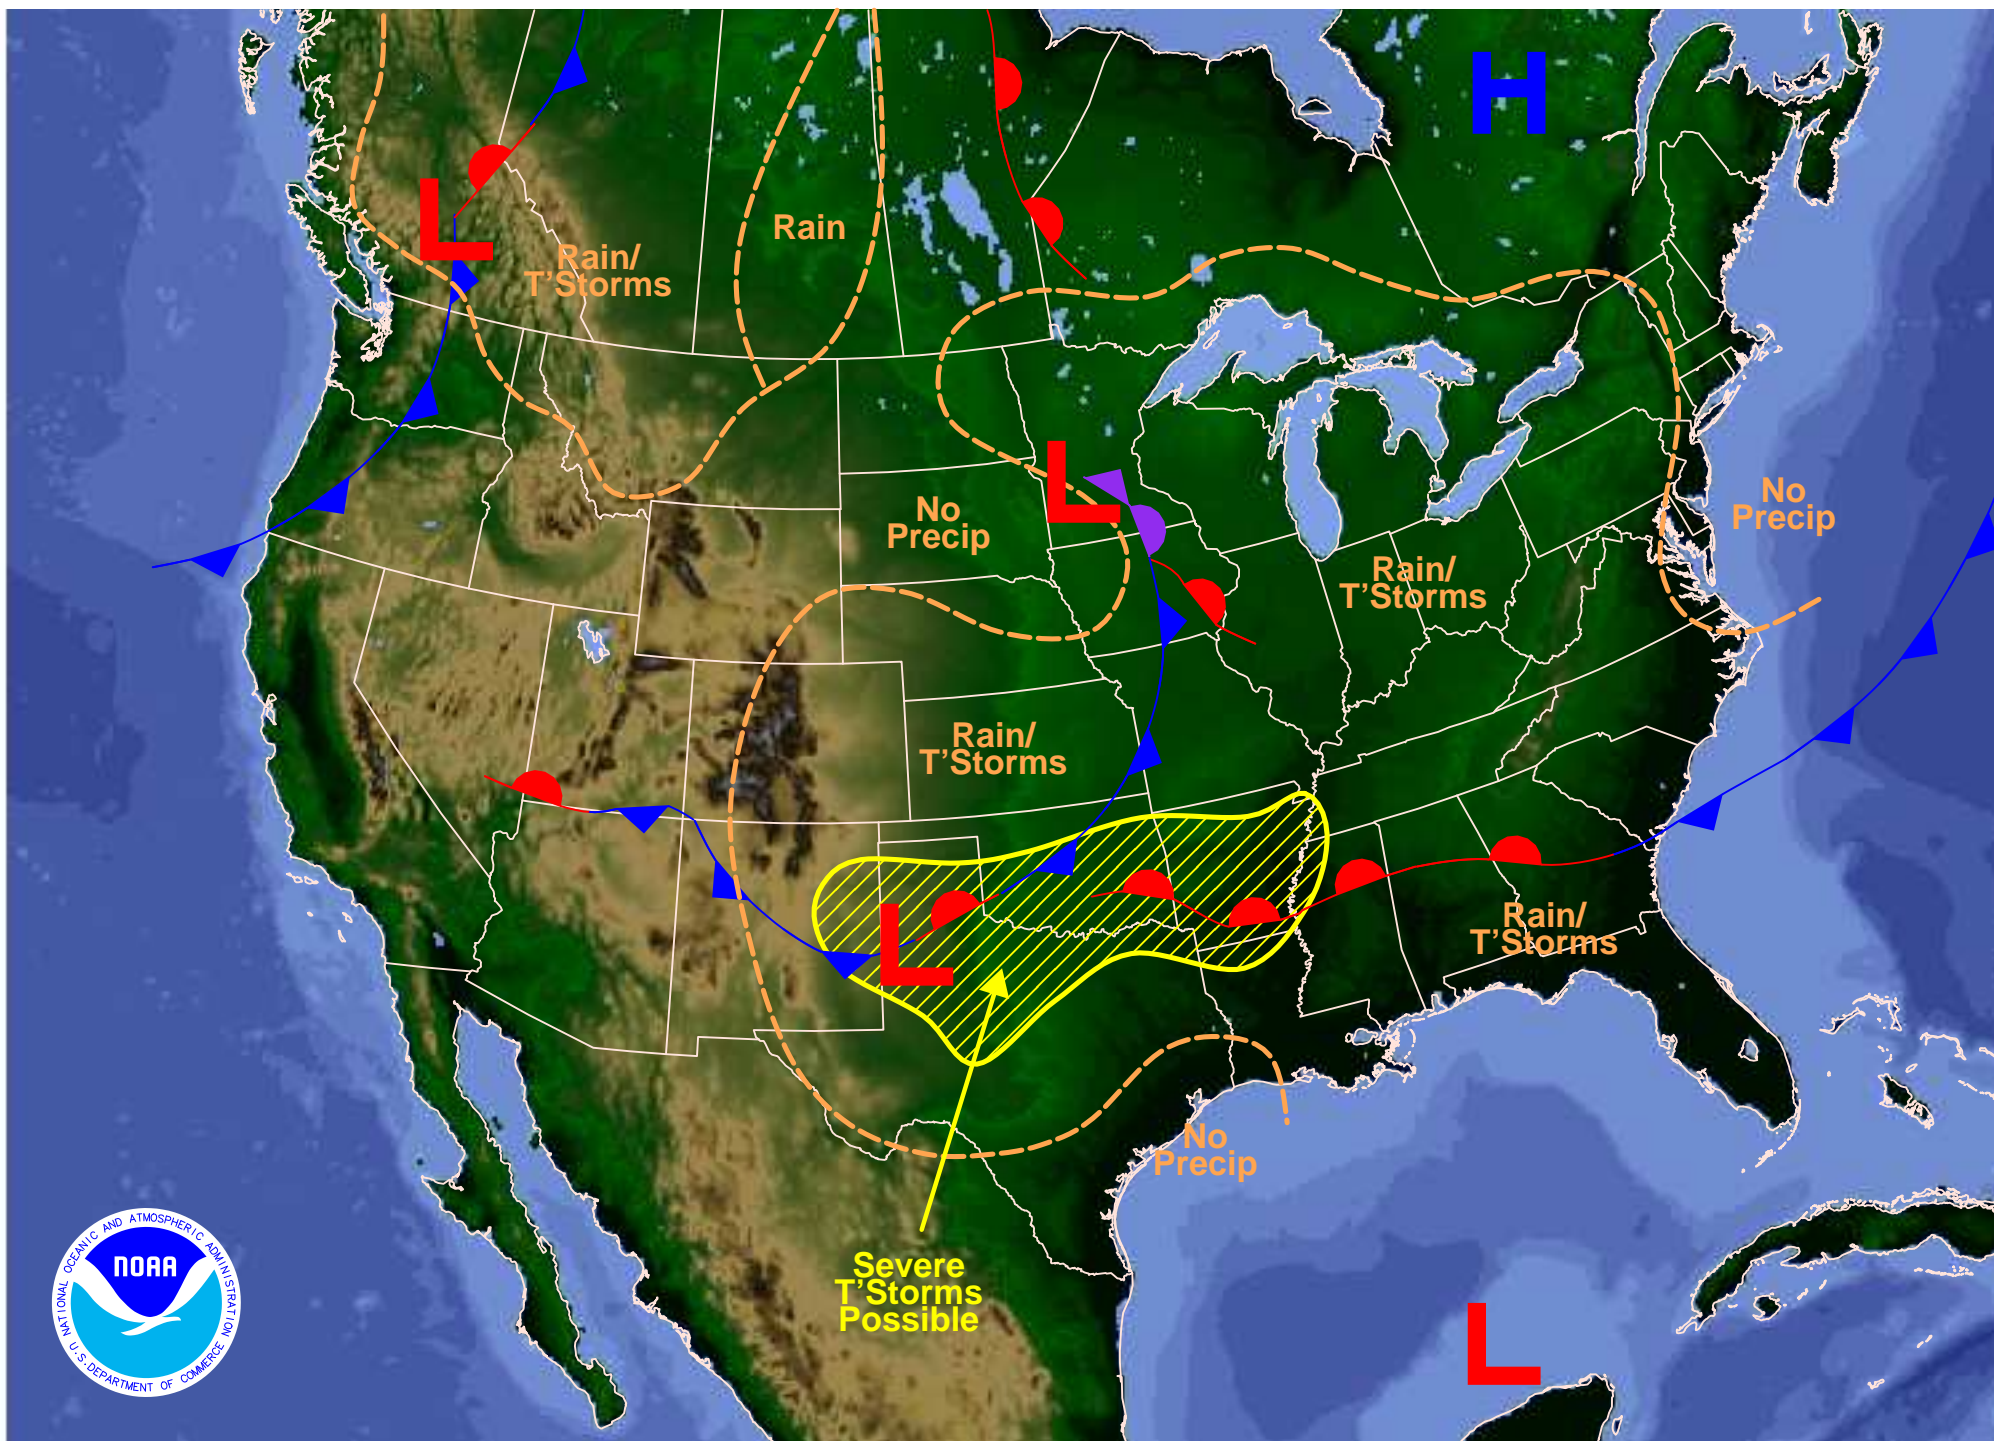 H
L
Rain
Rain/
T'Storms
L
No
Precip
No
Precip
Rain/
T'Storms
Rain/
T'Storms
L
Rain/
T'Storms
No
Precip
Severe
T'Storms
Possible
L
NATIONAL OCEANIC AND ATMOSPHERIC ADMINISTRATION
NOAA
U.S. DEPARTMENT OF COMMERCE